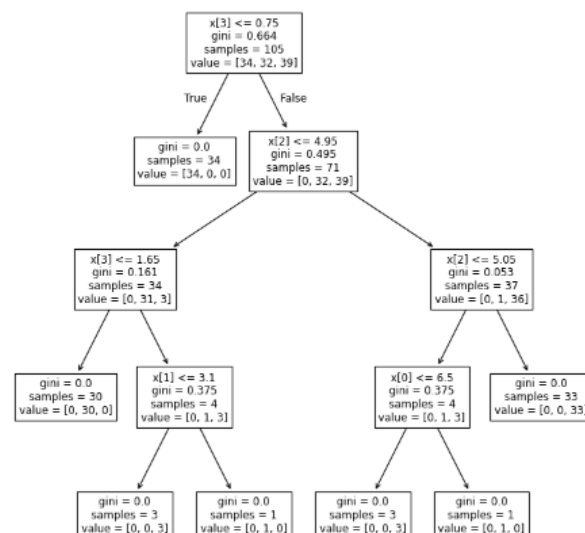 x[3] <= 0.75
gini = 0.664
samples = 105
value = [34, 32, 39]
True
False
gini = 0.0
samples = 34
value = [34, 0, 0]
x[2] <= 4.95
gini = 0.495
samples = 71
value = [0, 32, 39]
x[3] <= 1.65
gini = 0.161
samples = 34
value = [0, 31, 3]
x[2] <= 5.05
gini = 0.053
samples = 37
value = [0, 1, 36]
gini = 0.0
samples = 30
value = [0, 30, 0]
x[1] <= 3.1
gini = 0.375
samples = 4
value = [0, 1, 3]
x[0] <= 6.5
gini = 0.375
samples = 4
value = [0, 1, 3]
gini = 0.0
samples = 33
value = [0, 0, 33]
gini = 0.0
samples = 3
value = [0, 0, 3]
gini = 0.0
samples = 1
value = [0, 1, 0]
gini = 0.0
samples = 3
value = [0, 0, 3]
gini = 0.0
samples = 1
value = [0, 1, 0]